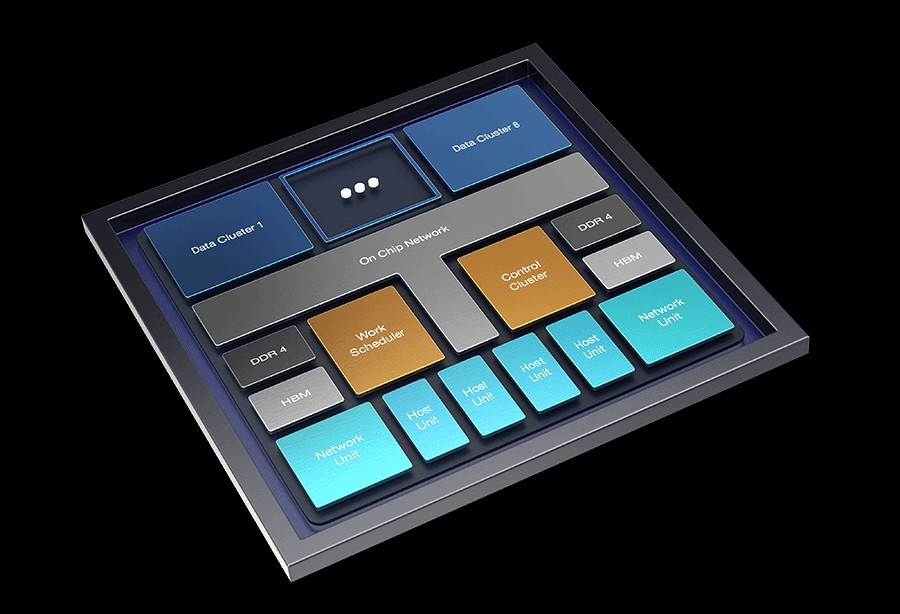 Data Cluster 1
Data Cluster 8
On Chip Network
DDR 4
HBM
Control
Cluster
Network
Unit
Work
Scheduler
DDR 4
HBM
Network
Unit
Host
Unit
Host
Unit
Host
Unit
Host
Unit